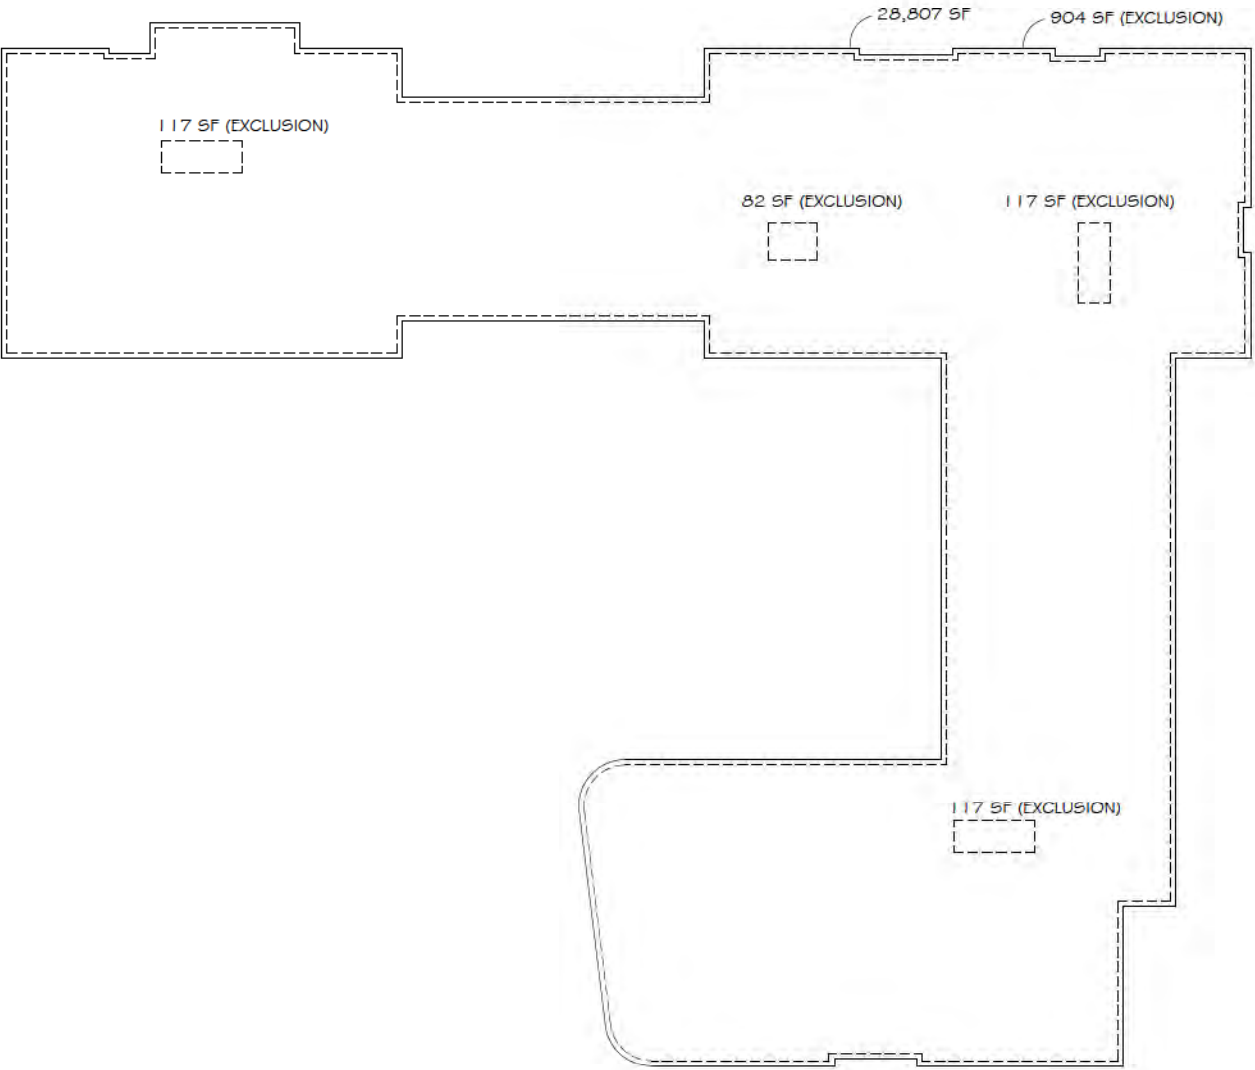 28,807 SF
904 SF (EXCLUSION)
117 SF (EXCLUSION)
82 SF (EXCLUSION)
117 SF (EXCLUSION)
117 SF (EXCLUSION)